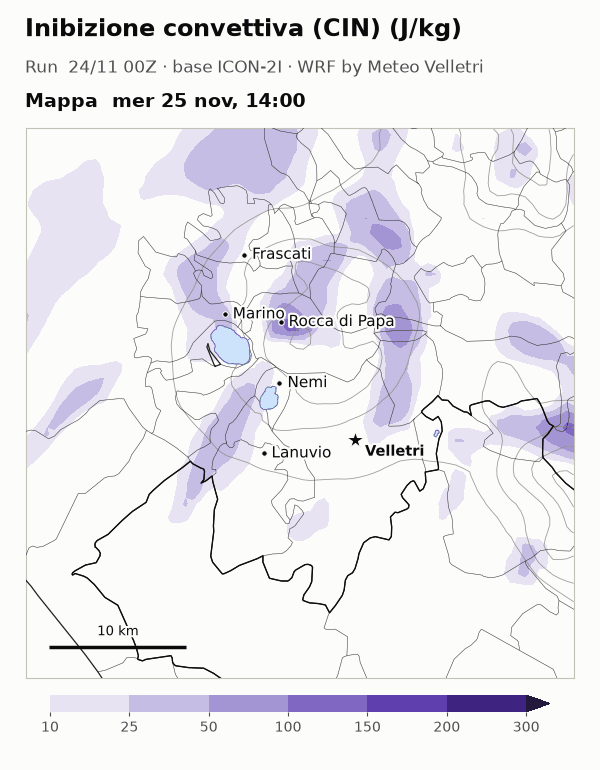 Inibizione convettiva (CIN) (J/kg)
Run  24/11 00Z · base ICON-2I · WRF by Meteo Velletri
Mappa  mer 25 nov, 14:00
Frascati
Marino
Rocca di Papa
Nemi
Velletri
Lanuvio
10 km
10 25 50 100 150 200 300